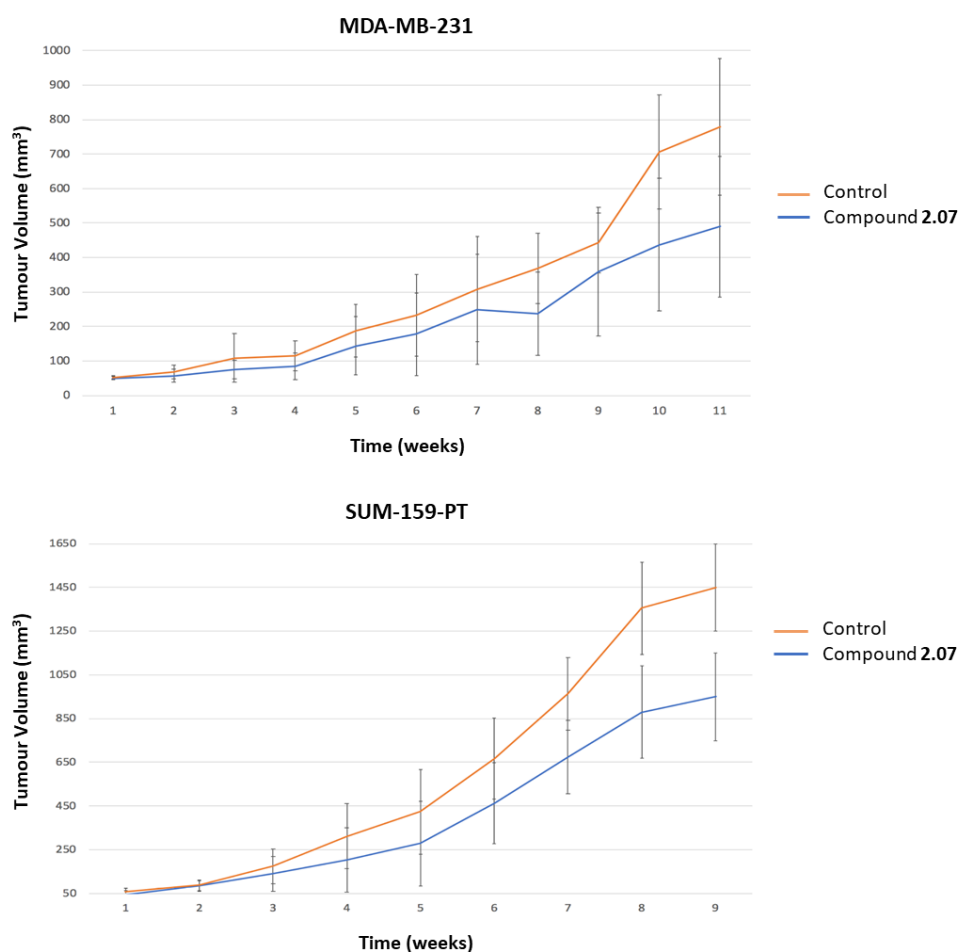 MDA-MB-231
1000
900
800
700
600
500
400
300
200
100
0
Tumour Volume (mm³)
1 2 3 4 5 6 7 8 9 10 11
Time (weeks)
Control
Compound 2.07
SUM-159-PT
1650
1450
1250
1050
850
650
450
250
50
Tumour Volume (mm³)
1 2 3 4 5 6 7 8 9
Time (weeks)
Control
Compound 2.07